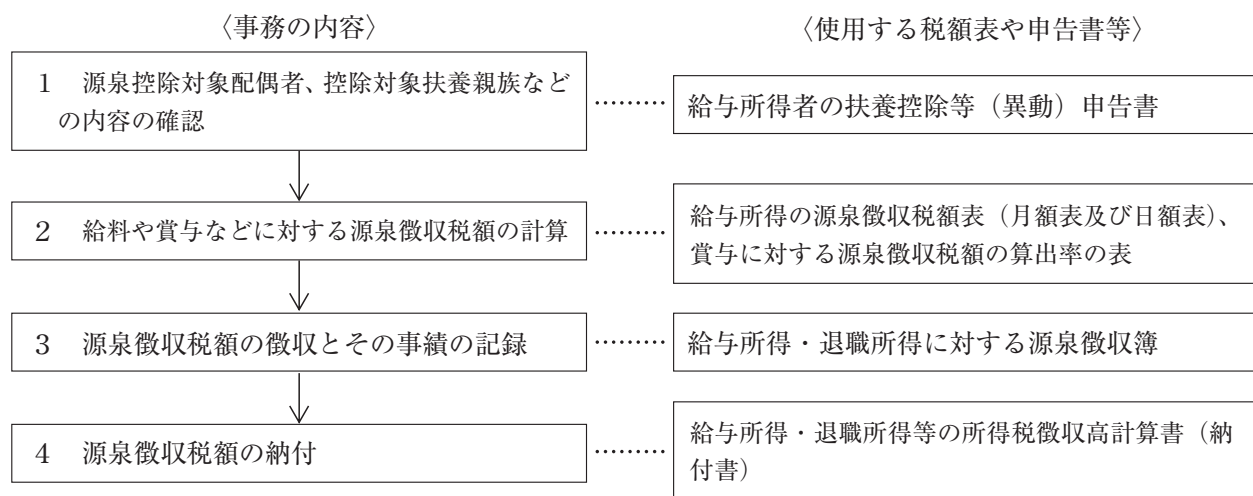 〈事務の内容〉
〈使用する税額表や申告書等〉
1 源泉控除対象配偶者、控除対象扶養親族など
の内容の確認
………
給与所得者の扶養控除等（異動）申告書
2 給料や賞与などに対する源泉徴収税額の計算
………
給与所得の源泉徴収税額表（月額表及び日額表）、
賞与に対する源泉徴収税額の算出率の表
3 源泉徴収税額の徴収とその事績の記録
………
給与所得・退職所得に対する源泉徴収簿
4 源泉徴収税額の納付
………
給与所得・退職所得等の所得税徴収高計算書（納
付書）